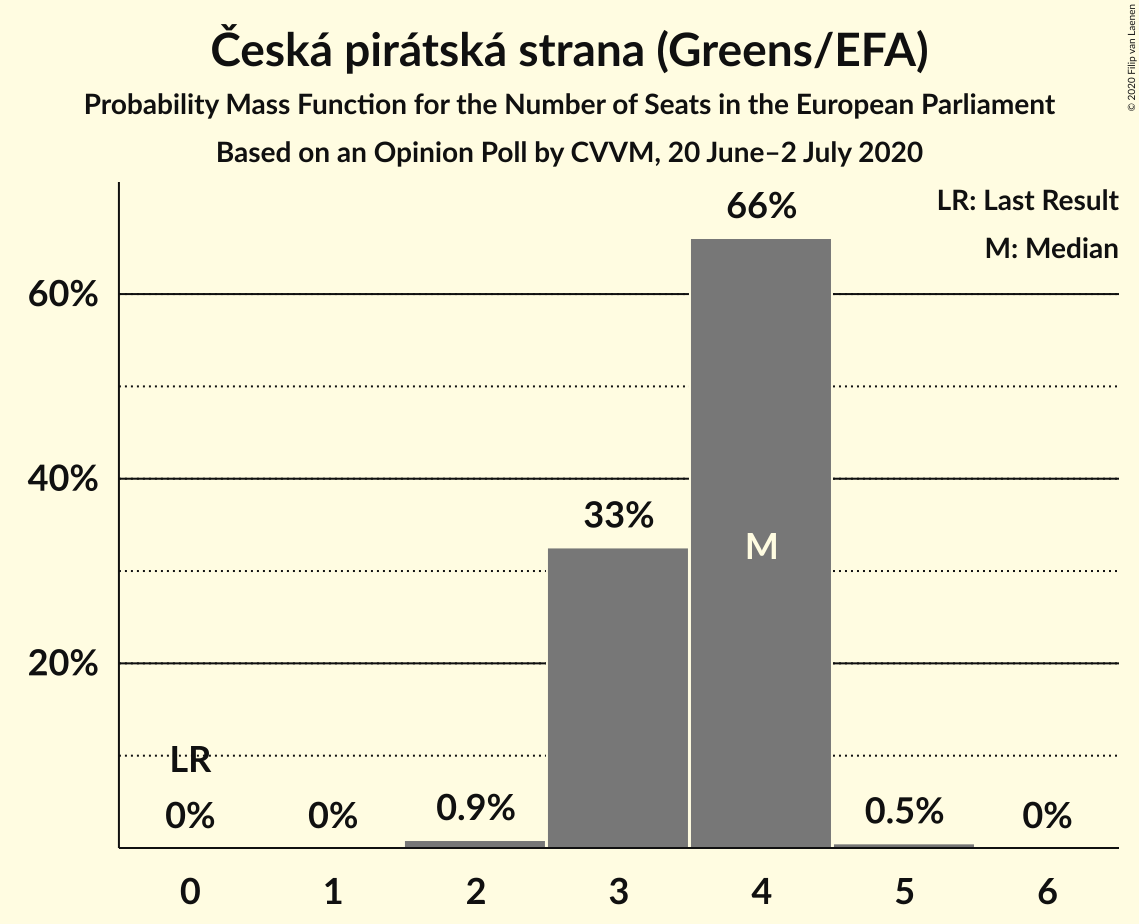 Česká pirátská strana (Greens/EFA)
Probability Mass Function for the Number of Seats in the European Parliament
Based on an Opinion Poll by CVVM, 20 June–2 July 2020
© 2020 Filip van Laenen
LR: Last Result
M: Median
66%
60%
40%
33%
M
20%
LR
0%
0%
0.9%
0.5%
0%
0
1
2
3
4
5
6